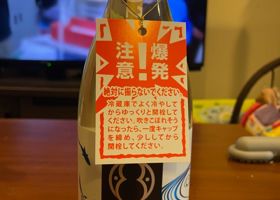 注意！爆発
絶対に振らないでください
冷蔵庫でよく冷やして
からゆっくりと開栓して
ください。吹きこぼれそう
になったら、一度キャップ
を締め、少ししてから
開栓してください。